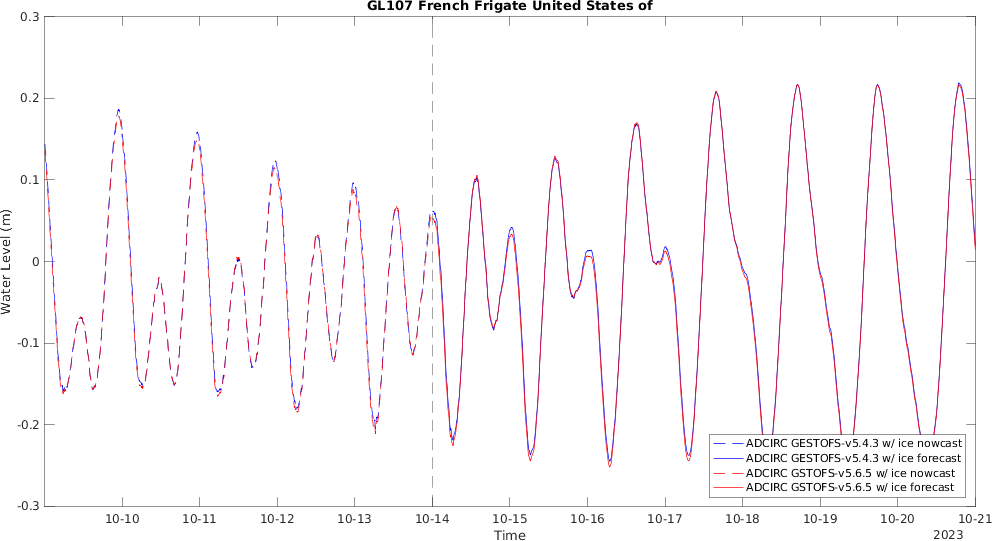 GL107 French Frigate United States of
0.3
0.2
0.1
0
-0.1
-0.2
-0.3
Water Level (m)
ADCIRC GESTOFS-v5.4.3 w/ ice nowcast
ADCIRC GESTOFS-v5.4.3 w/ ice forecast
ADCIRC GSTOFS-v5.6.5 w/ ice nowcast
ADCIRC GSTOFS-v5.6.5 w/ ice forecast
10-10 10-11 10-12 10-13 10-14 10-15 10-16 10-17 10-18 10-19 10-20 10-21
Time
2023